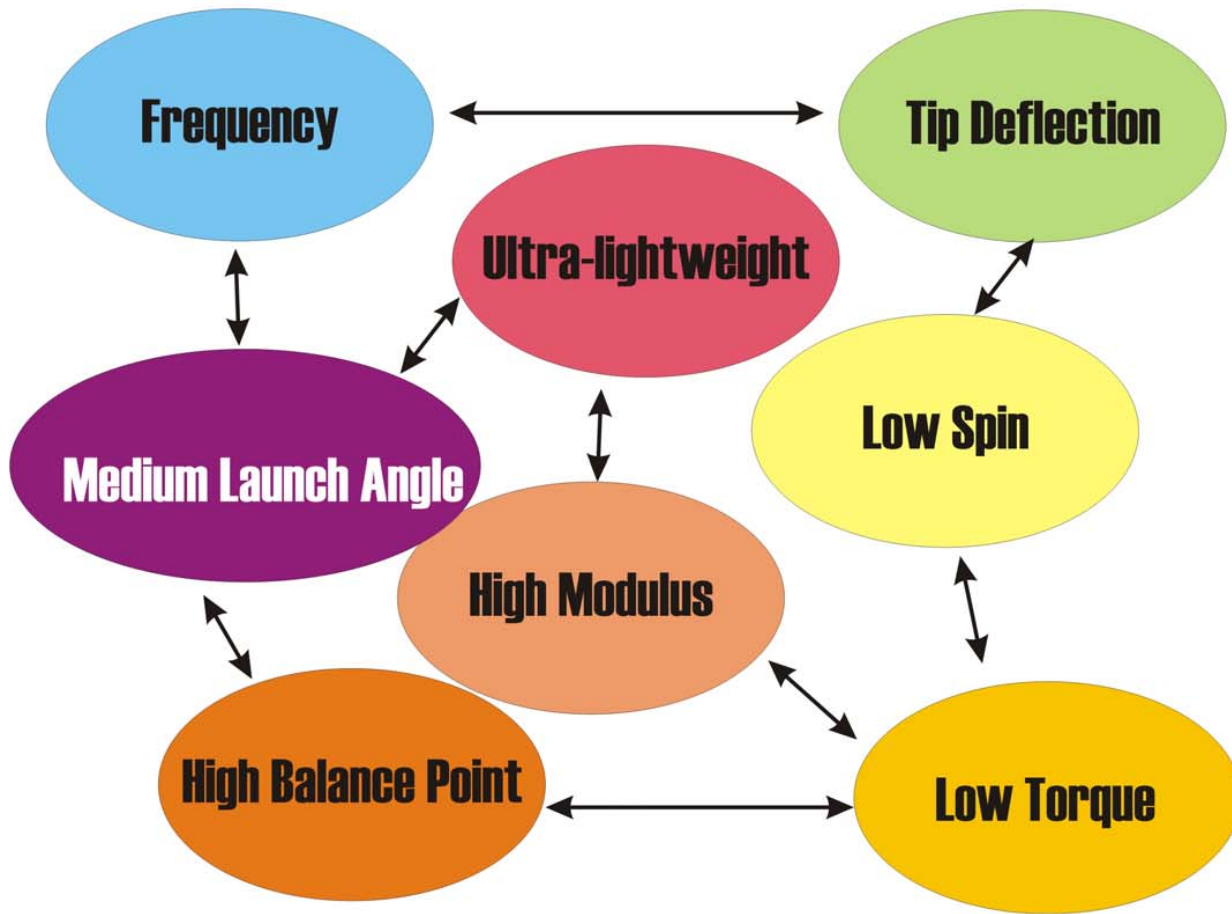 Frequency
Tip Deflection
Ultra-lightweight
Low Spin
Medium Launch Angle
High Modulus
High Balance Point
Low Torque